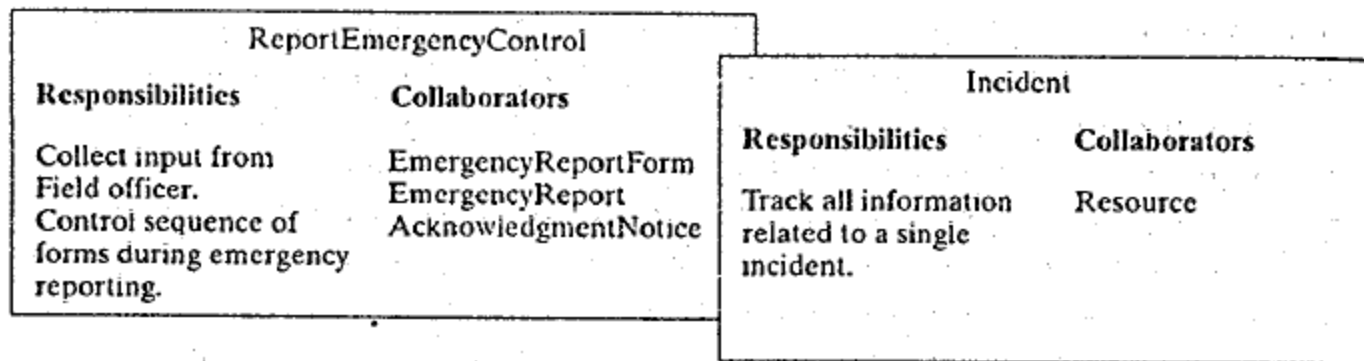 ReportEmergencyControl
Responsibilities Collaborators
Collect input from EmergencyReportForm
Field officer. EmergencyReport
Control sequence of AcknowledgmentNotice
forms during emergency
reporting.
Incident
Responsibilities Collaborators
Track all information Resource
related to a single
incident.